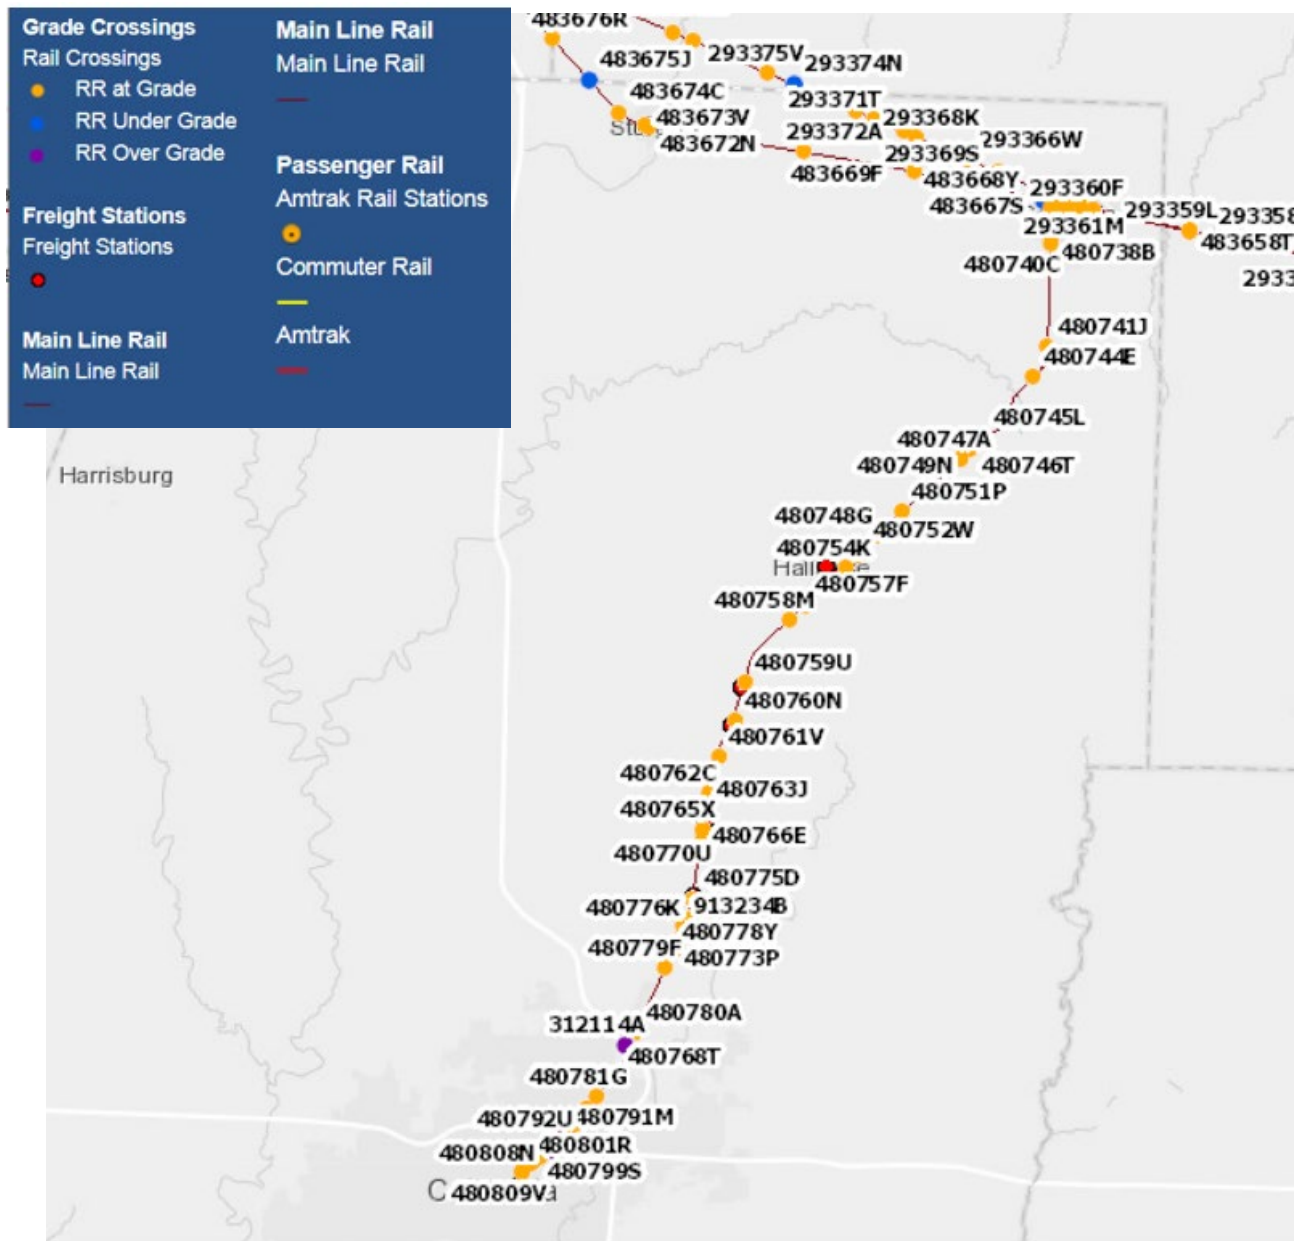 Grade Crossings
Rail Crossings
RR at Grade
RR Under Grade
RR Over Grade
Freight Stations
Freight Stations
Main Line Rail
Main Line Rail
Main Line Rail
Main Line Rail
Passenger Rail
Amtrak Rail Stations
Commuter Rail
Amtrak
483676R
483675J
293375V
293374N
483674C
293371T
483673V
293368K
483672N
293372A
293366W
293369S
483669F
483668Y
293360F
483667S
293359L
293358
293361M
483658T
480738B
480740C
2933
480741J
480744E
480745L
480747A
480749N
480746T
Harrisburg
480751P
480748G
480752W
480754K
480757F
480758M
480759U
480760N
480761V
480762C
480763J
480765X
480766E
480770U
480775D
480776K
913234B
480778Y
480779F
480773P
480780A
312114A
480768T
480781G
480792U
480791M
480801R
480808N
480799S
480809V